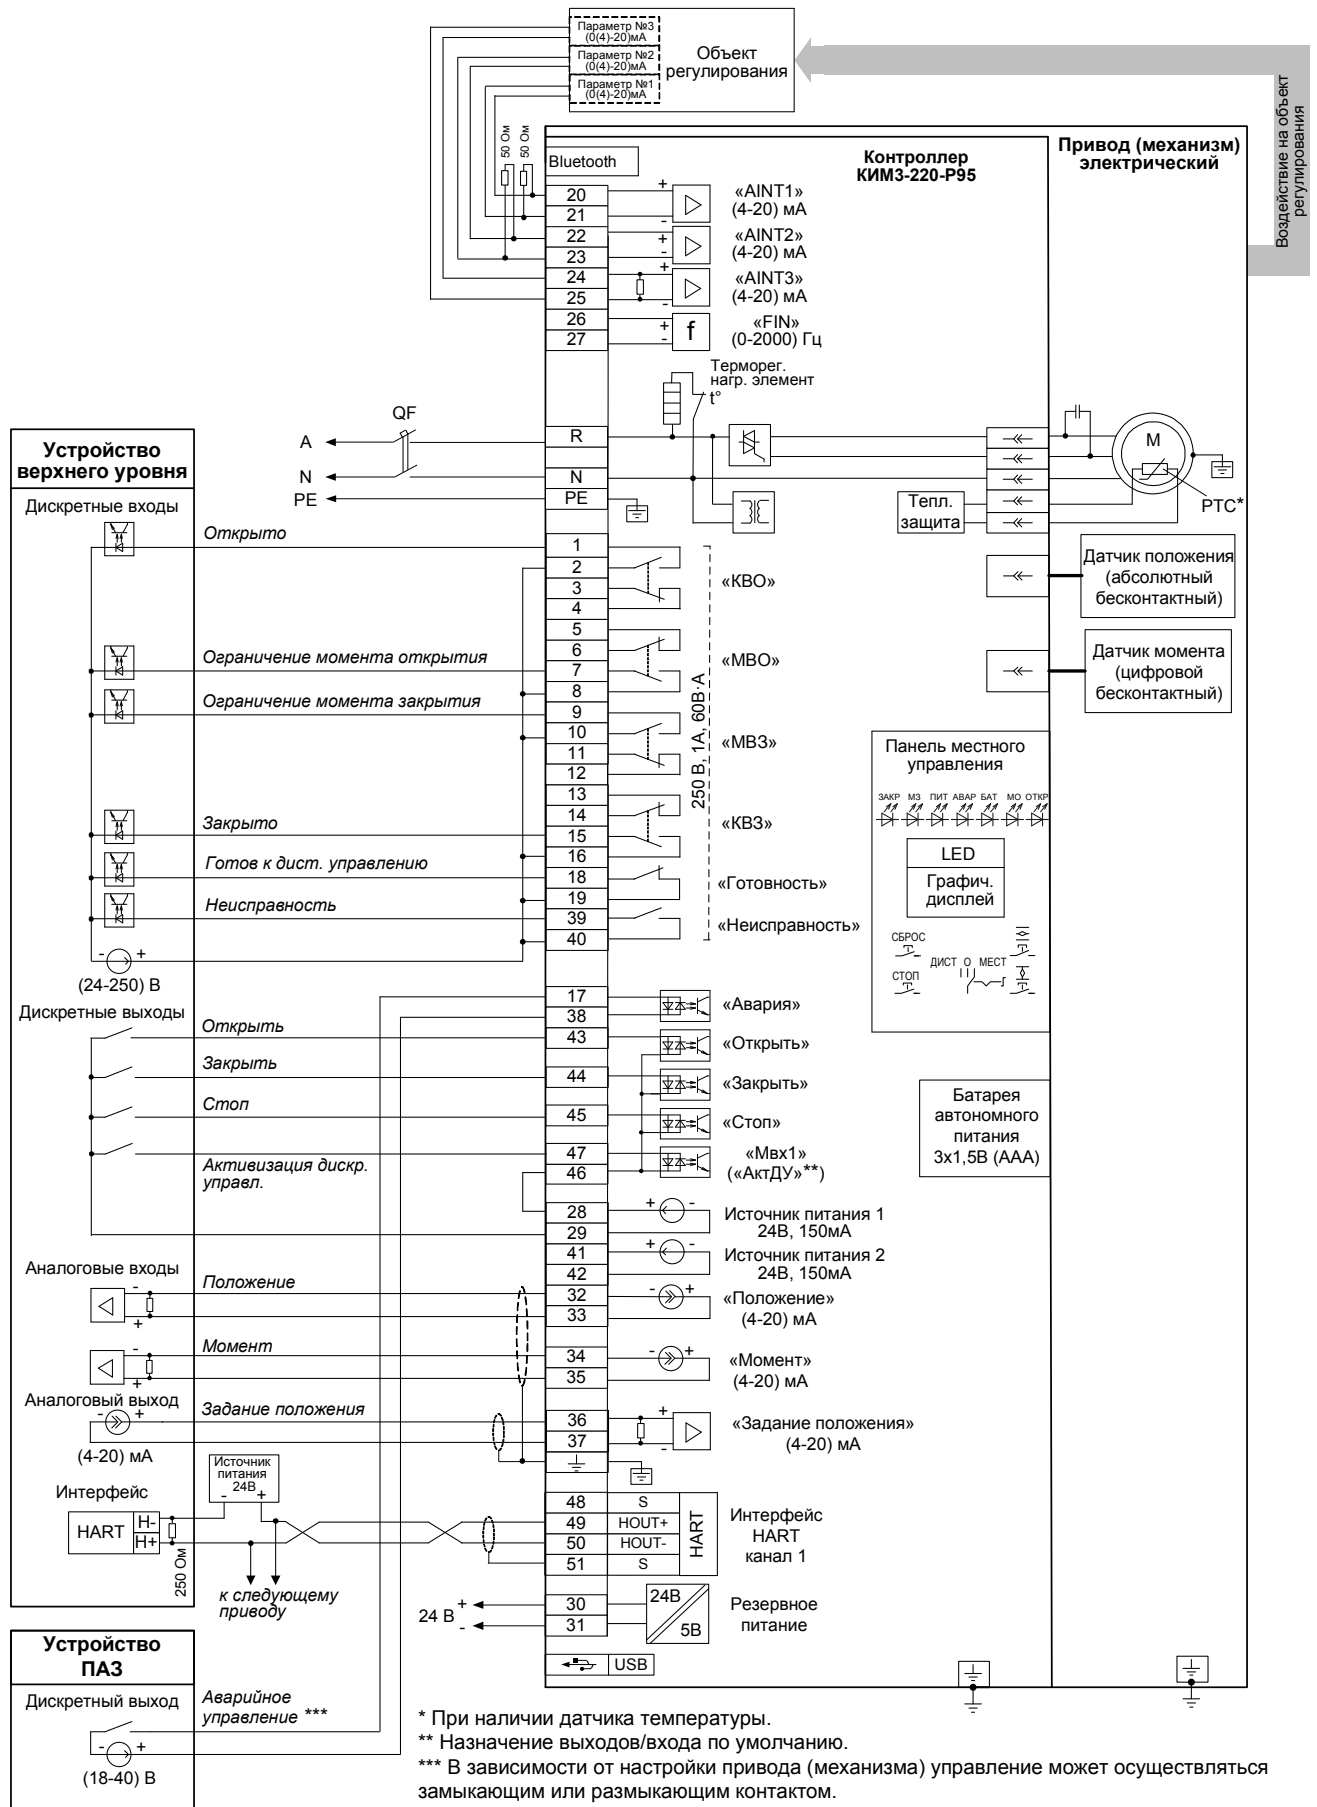 Параметр №3
(0(4)-20)мА
Параметр №2
(0(4)-20)мА
Параметр №1
(0(4)-20)мА
Объект
регулирования
Воздействие на объект
регулирования
50 Ом
50 Ом
Bluetooth
Контроллер
КИМ3-220-Р95
Привод (механизм)
электрический
20
21
22
23
24
25
26
27
+
-
«AINT1»
(4-20) мА
+
-
«AINT2»
(4-20) мА
+
-
«AINT3»
(4-20) мА
+
-
f
«FIN»
(0-2000) Гц
Терморег.
нагр. элемент
t°
QF
A
N
PE
R
N
PE
М
РТС*
Тепл.
защита
Датчик положения
(абсолютный
бесконтактный)
Датчик момента
(цифровой
бесконтактный)
Устройство
верхнего уровня
Дискретные входы
Открыто
1
2
3
4
«КВО»
Ограничение момента открытия
5
6
7
8
«МВО»
Ограничение момента закрытия
9
10
11
12
«МВЗ»
250 В, 1А, 60В·А
Закрыто
13
14
15
16
«КВЗ»
Готов к дист. управлению
18
19
«Готовность»
Неисправность
39
40
«Неисправность»
- +
(24-250) В
Панель местного
управления
ЗАКР МЗ ПИТ АВАР БАТ МО ОТКР
LED
Графич.
дисплей
СБРОС
СТОП
ДИСТ О МЕСТ
Дискретные выходы
17
38
«Авария»
Открыть
43
«Открыть»
Закрыть
44
«Закрыть»
Стоп
45
«Стоп»
Активизация дискр.
управл.
47
46
«Мвх1»
(«АктДУ»**)
Батарея
автономного
питания
3х1,5В (ААА)
28
29
+ -
Источник питания 1
24В, 150мА
41
42
+ -
Источник питания 2
24В, 150мА
Аналоговые входы
-
+
Положение
32
33
- +
«Положение»
(4-20) мА
-
+
Момент
34
35
- +
«Момент»
(4-20) мА
Аналоговый выход
- +
(4-20) мА
Задание положения
36
37
+
-
«Задание положения»
(4-20) мА
Источник
питания
24В
- +
Интерфейс
HART
H-
H+
250 Ом
к следующему
приводу
48
49
50
51
S
HOUT+
HOUT-
S
HART
Интерфейс
HART
канал 1
24 В
+
-
30
31
24В
5В
Резервное
питание
USB
Устройство
ПАЗ
Дискретный выход
- +
(18-40) В
Аварийное
управление ***
* При наличии датчика температуры.
** Назначение выходов/входа по умолчанию.
*** В зависимости от настройки привода (механизма) управление может осуществляться
замыкающим или размыкающим контактом.